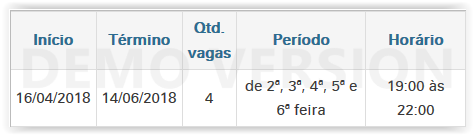 Início Término Qtd. vagas Período Horário
DEMO VERSION
16/04/2018 14/06/2018 4 de 2ª, 3ª, 4ª, 5ª e 6ª feira 19:00 às 22:00